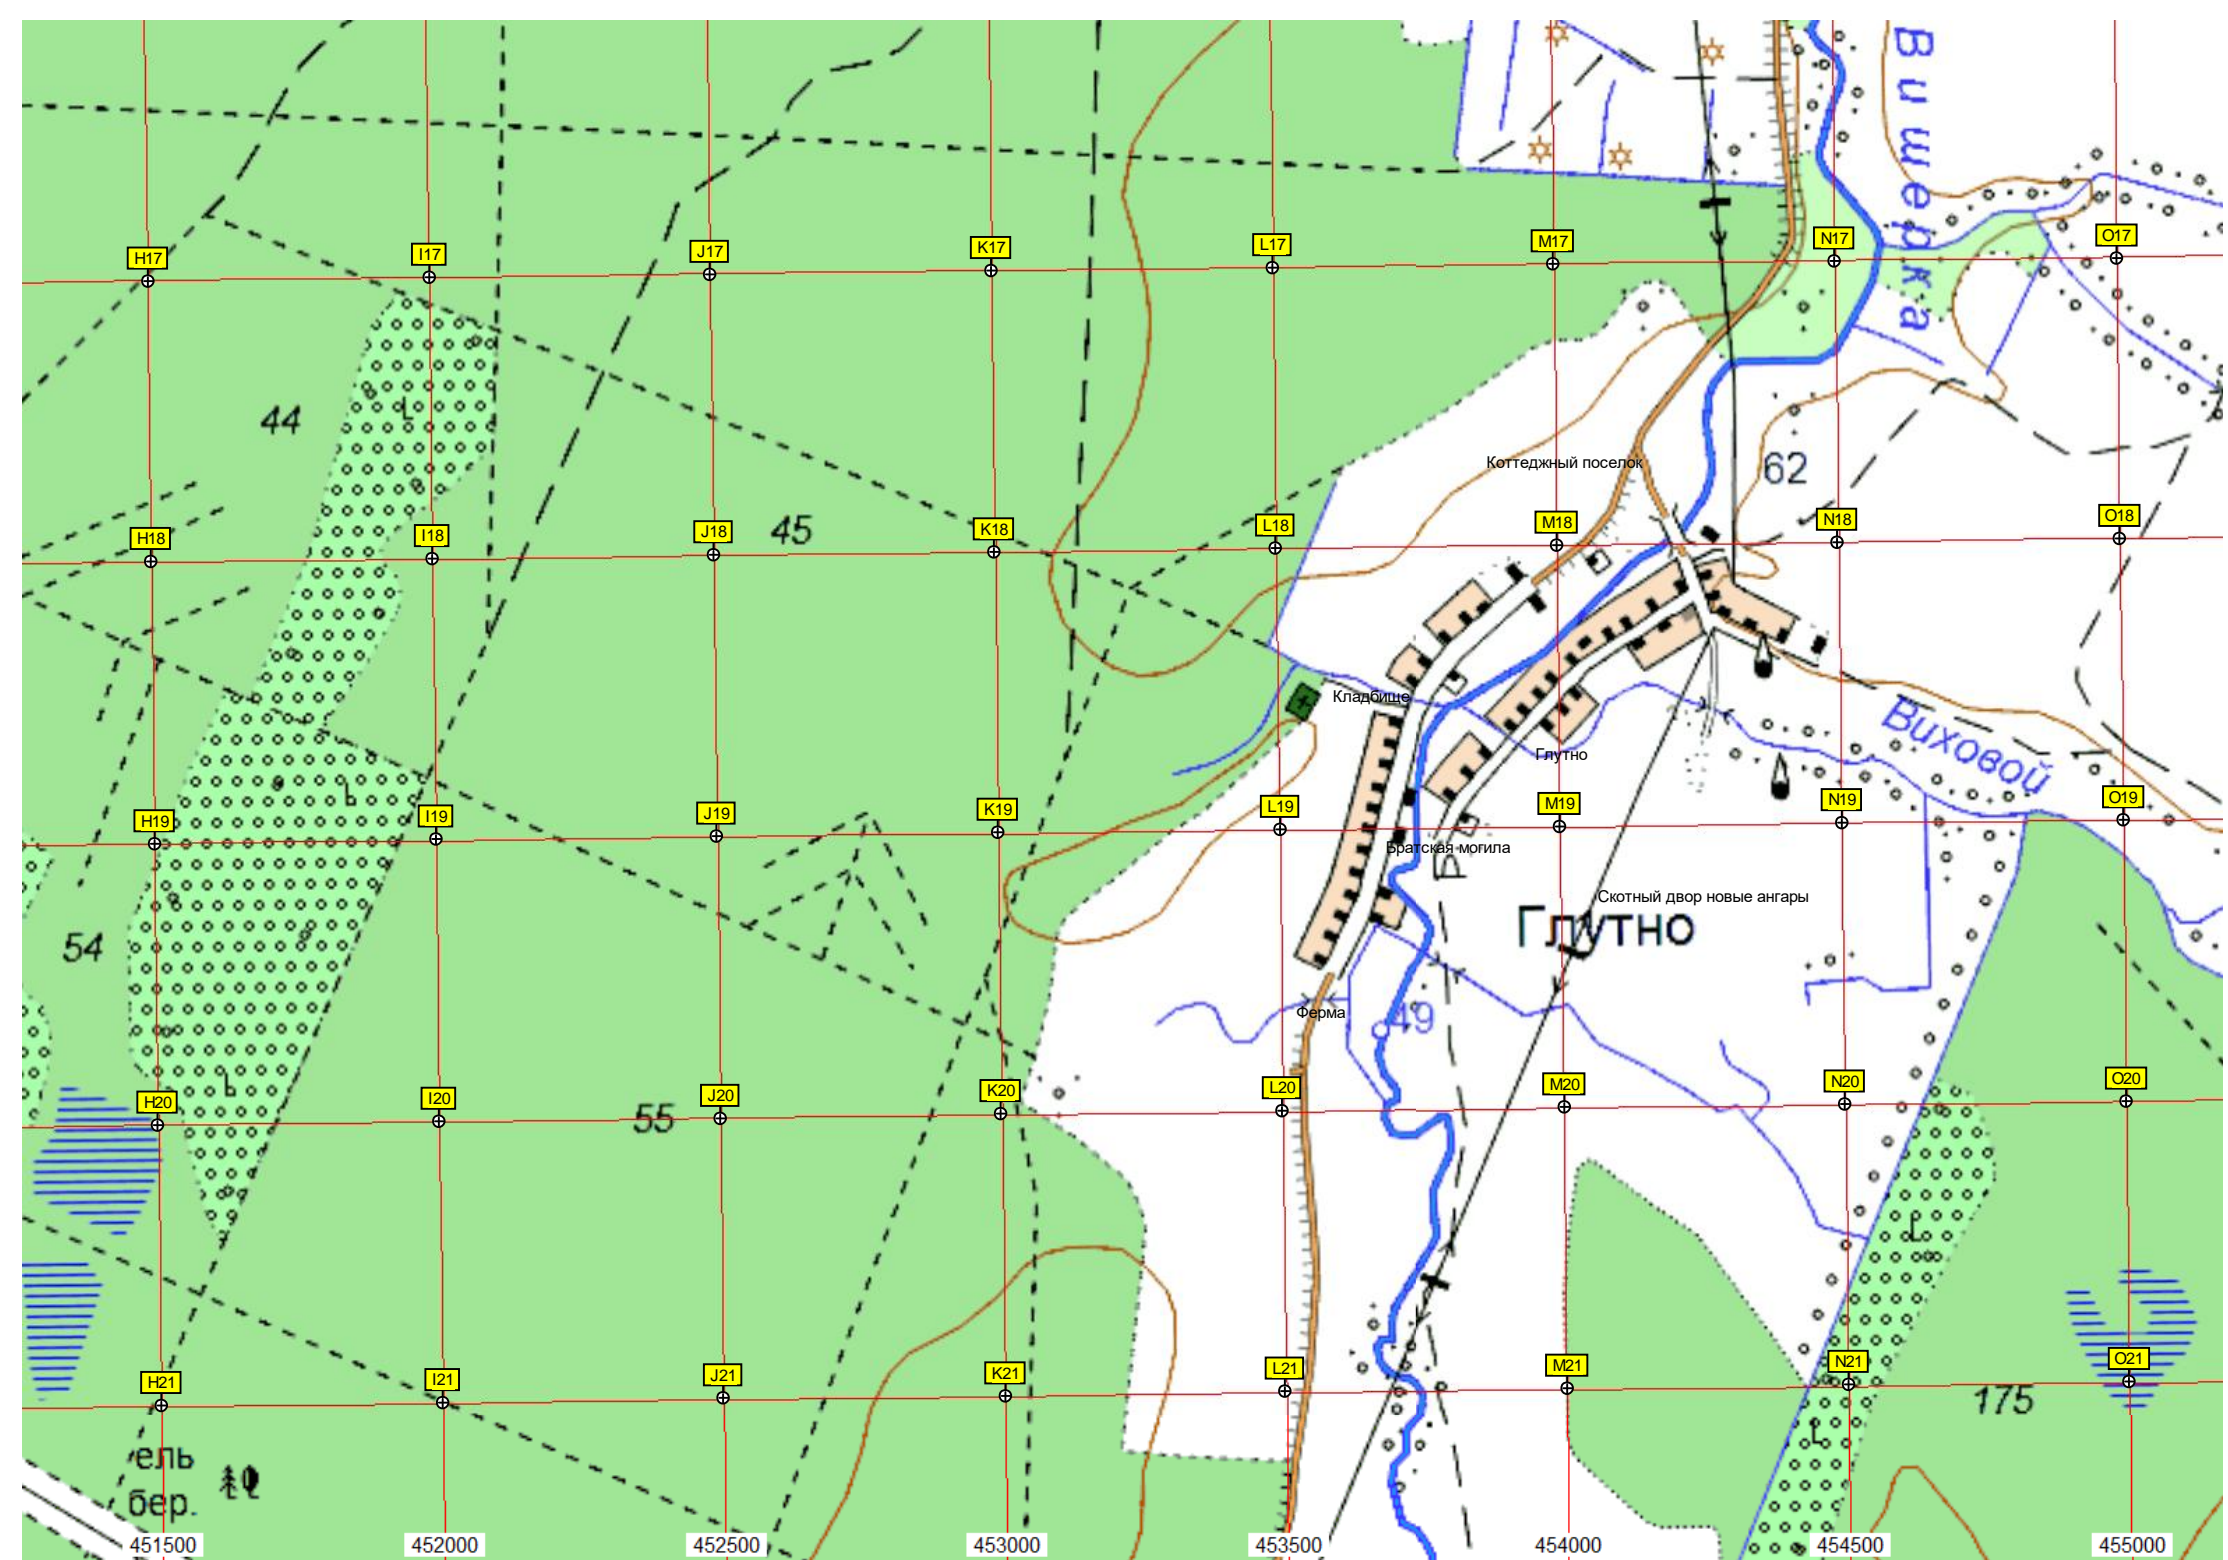 Вишерка
H17 I17 J17 K17 L17 M17 N17 O17
44
Коттеджный поселок
62
45
H18 I18 J18 K18 L18 M18 N18 O18
Кладбище
Виховой
Глутно
H19 I19 J19 K19 L19 M19 N19 O19
Братская могила
Скотный двор новые ангары
Глутно
54
Ферма
49
H20 I20 J20 K20 L20 M20 N20 O20
55
H21 I21 J21 K21 L21 M21 N21 O21
175
ель
бер.
451500 452000 452500 453000 453500 454000 454500 455000